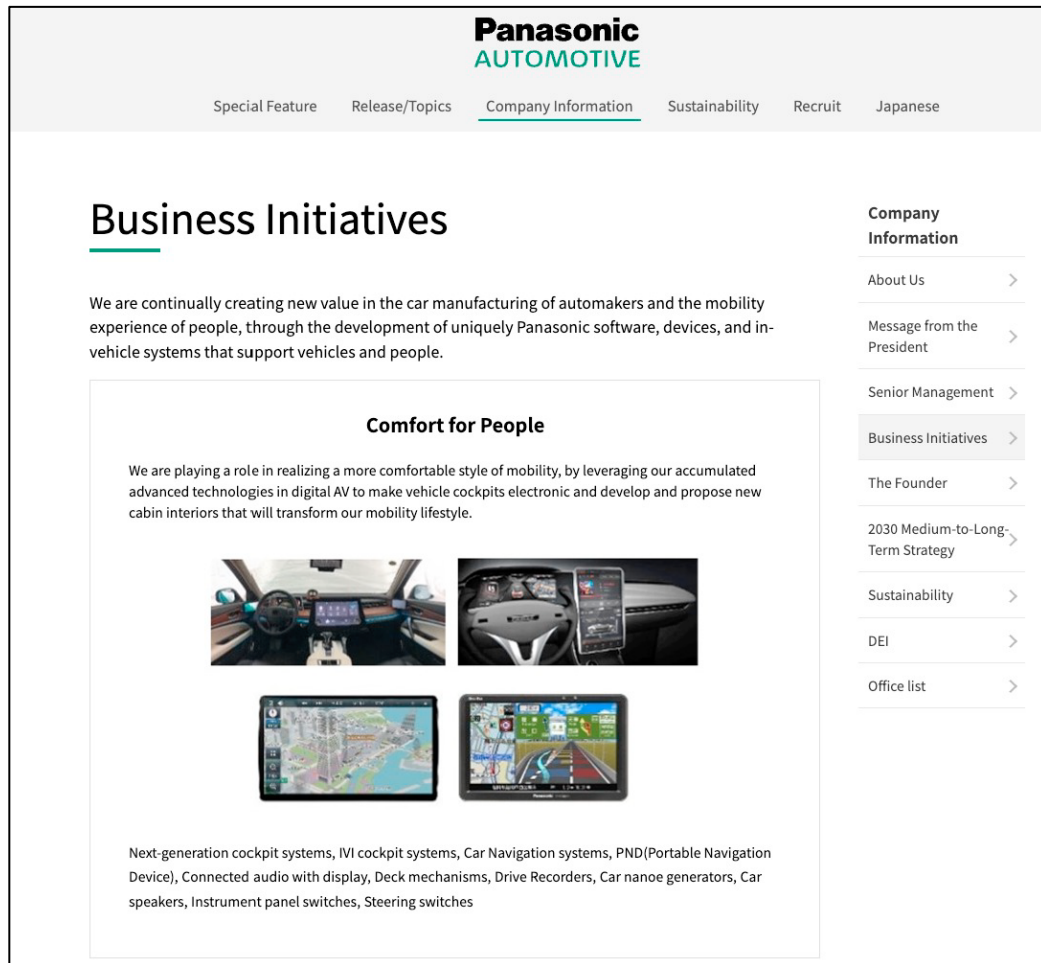 Panasonic
AUTOMOTIVE
Special Feature
Release/Topics
Company Information
Sustainability
Recruit
Japanese
Business Initiatives
We are continually creating new value in the car manufacturing of automakers and the mobility
experience of people, through the development of uniquely Panasonic software, devices, and in-
vehicle systems that support vehicles and people.
Comfort for People
We are playing a role in realizing a more comfortable style of mobility, by leveraging our accumulated
advanced technologies in digital AV to make vehicle cockpits electronic and develop and propose new
cabin interiors that will transform our mobility lifestyle.
Panasonic
Next-generation cockpit systems, IVI cockpit systems, Car Navigation systems, PND(Portable Navigation
Device), Connected audio with display, Deck mechanisms, Drive Recorders, Car nanoe generators, Car
speakers, Instrument panel switches, Steering switches
Company
Information
About Us
Message from the
President
Senior Management
Business Initiatives
The Founder
2030 Medium-to-Long-
Term Strategy
Sustainability
DEI
Office list